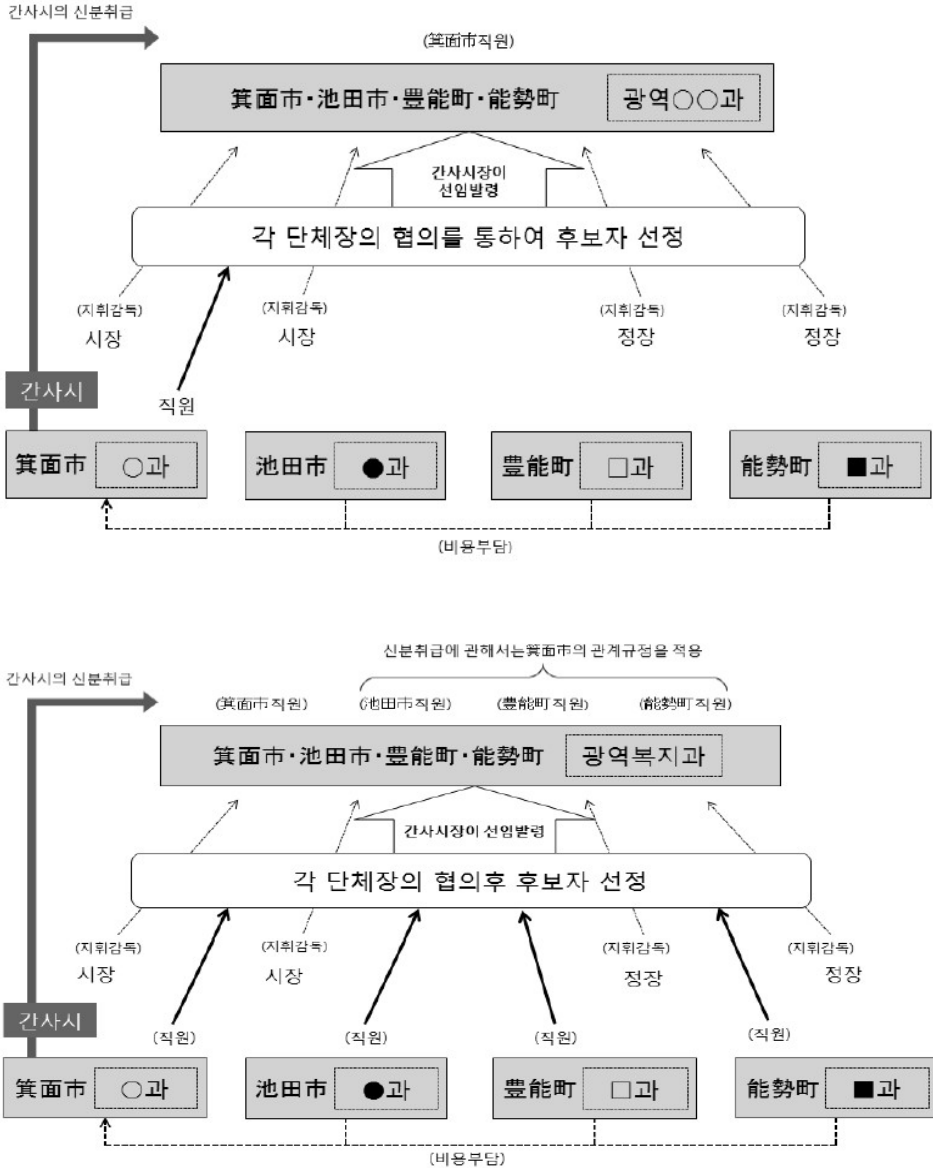 간사시의 신분취급
(箕面市직원)
箕面市・池田市・豊能町・能勢町 광역○○과
간사시장이
선임발령
각 단체장의 협의를 통하여 후보자 선정
(지휘감독) (지휘감독) (지휘감독) (지휘감독)
시장 시장 정장 정장
간사시
직원
箕面市 ○과 池田市 ●과 豊能町 □과 能勢町 ■과
(비용부담)
신분취급에 관해서는箕面市의 관계규정을 적용
간사시의 신분취급
(箕面市직원) (池田市직원) (豊能町직원) (能勢町직원)
箕面市・池田市・豊能町・能勢町 광역복지과
간사시장이 선임발령
각 단체장의 협의후 후보자 선정
(지휘감독) (지휘감독) (지휘감독) (지휘감독)
시장 시장 정장 정장
간사시
(직원) (직원) (직원) (직원)
箕面市 ○과 池田市 ●과 豊能町 □과 能勢町 ■과
(비용부담)